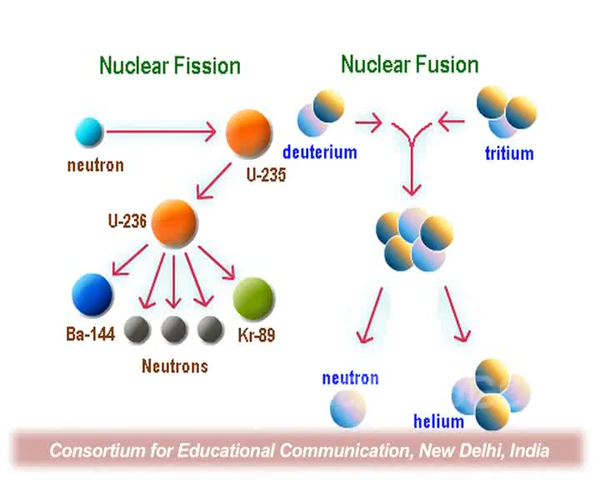 Nuclear Fission
Nuclear Fusion
neutron
U-235
deuterium
tritium
U-236
Ba-144
Kr-89
Neutrons
neutron
helium
Consortium for Educational Communication, New Delhi, India